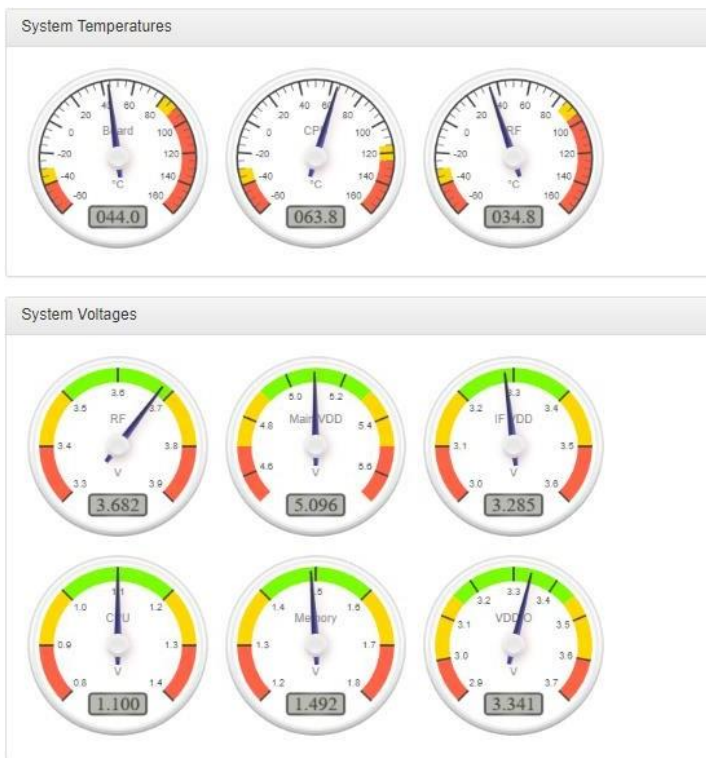 System Temperatures
-60 -40 -20 0 20 40 60 80 100 120 140 160
Board
°C
044.0
-60 -40 -20 0 20 40 60 80 100 120 140 160
CPU
°C
063.8
-60 -40 -20 0 20 40 60 80 100 120 140 160
RF
°C
034.8
System Voltages
3.3 3.4 3.5 3.6 3.7 3.8 3.9
RF
V
3.682
4.6 4.8 5.0 5.2 5.4 5.6
Main VDD
V
5.096
3.0 3.1 3.2 3.3 3.4 3.5 3.6
IF VDD
V
3.285
0.8 0.9 1.0 1.1 1.2 1.3 1.4
CPU
V
1.100
1.2 1.3 1.4 1.5 1.6 1.7 1.8
Memory
V
1.492
2.9 3.0 3.1 3.2 3.3 3.4 3.5 3.6 3.7
VDDIO
V
3.341